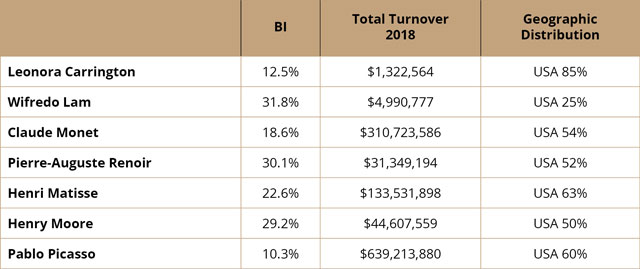 BI Total Turnover 2018 Geographic Distribution
Leonora Carrington 12.5% $1,322,564 USA 85%
Wifredo Lam 31.8% $4,990,777 USA 25%
Claude Monet 18.6% $310,723,586 USA 54%
Pierre-Auguste Renoir 30.1% $31,349,194 USA 52%
Henri Matisse 22.6% $133,531,898 USA 63%
Henry Moore 29.2% $44,607,559 USA 50%
Pablo Picasso 10.3% $639,213,880 USA 60%